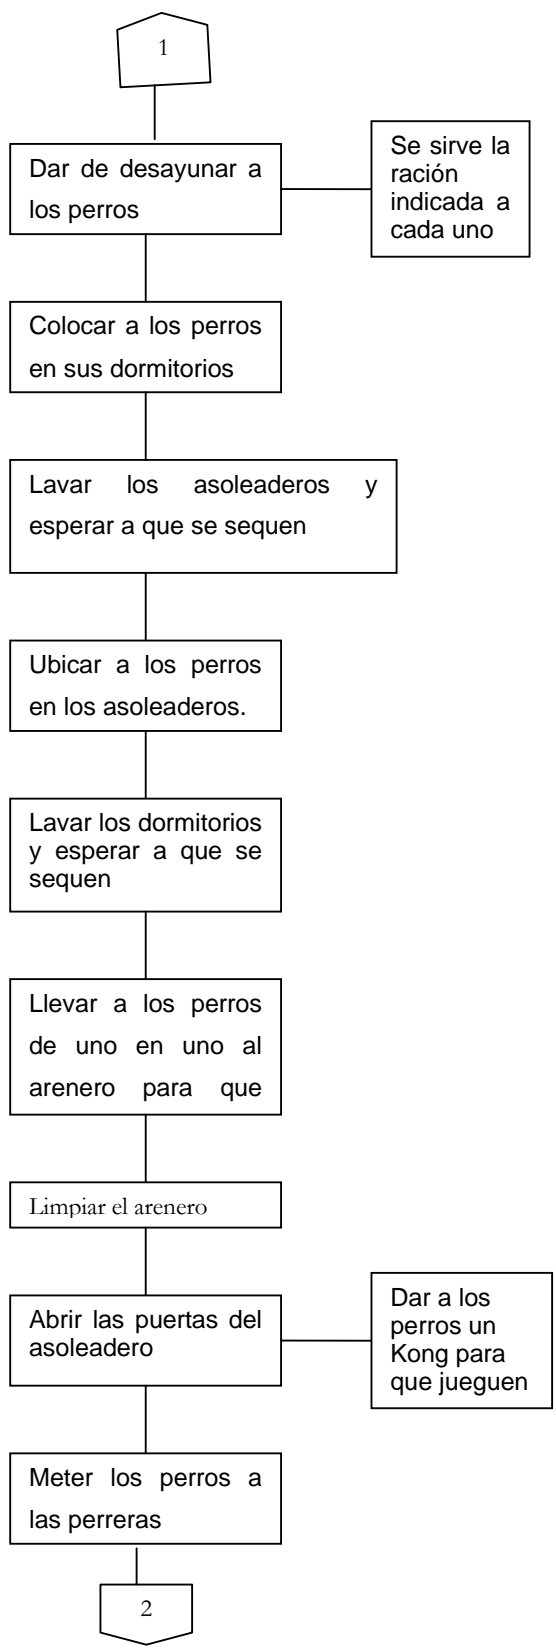 1
Dar de desayunar a
los perros
Se sirve la
ración
indicada a
cada uno
Colocar a los perros
en sus dormitorios
Lavar los asoleaderos y
esperar a que se sequen
Ubicar a los perros
en los asoleaderos.
Lavar los dormitorios
y esperar a que se
sequen
Llevar a los perros
de uno en uno al
arenero para que
Limpiar el arenero
Abrir las puertas del
asoleadero
Dar a los
perros un
Kong para
que jueguen
Meter los perros a
las perreras
2